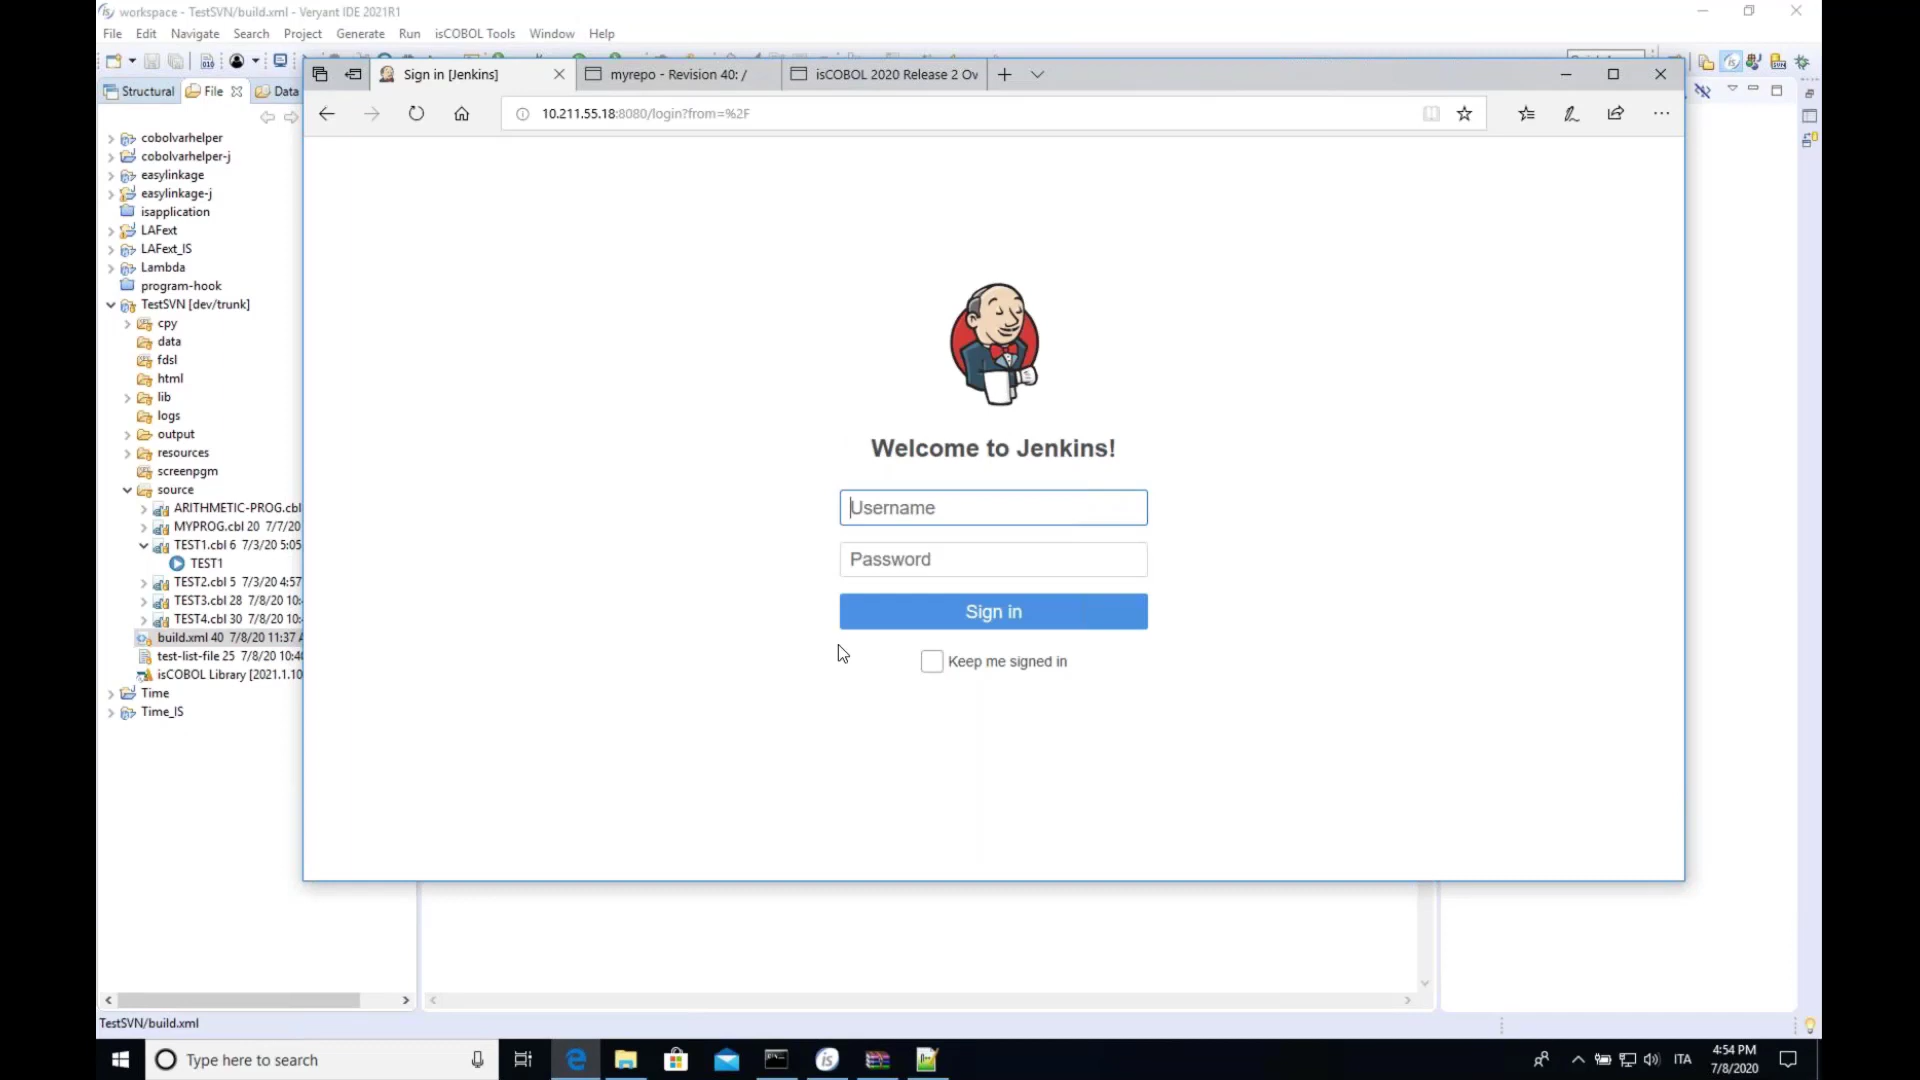 workspace - TestSVN/build.xml - Veryant IDE 2021R1
File Edit Navigate Search Project Generate Run isCOBOL Tools Window Help
Structural File Data
Sign in [Jenkins] myrepo - Revision 40: / isCOBOL 2020 Release 2 Ov
10.211.55.18:8080/login?from=%2F
cobolvarhelper
cobolvarhelper-j
easylinkage
easylinkage-j
isapplication
LAFext
LAFext_IS
Lambda
program-hook
TestSVN [dev/trunk]
cpy
data
fdsl
html
lib
logs
output
resources
screenpgm
source
ARITHMETIC-PROG.cbl
MYPROG.cbl 20 7/7/20
TEST1.cbl 6 7/3/20 5:05
TEST1
TEST2.cbl 5 7/3/20 4:57
TEST3.cbl 28 7/8/20 10:
TEST4.cbl 30 7/8/20 10:
build.xml 40 7/8/20 11:37
test-list-file 25 7/8/20 10:40
isCOBOL Library [2021.1.10
Time
Time_IS
Welcome to Jenkins!
Username
Password
Sign in
Keep me signed in
TestSVN/build.xml
Type here to search
ITA
4:54 PM
7/8/2020